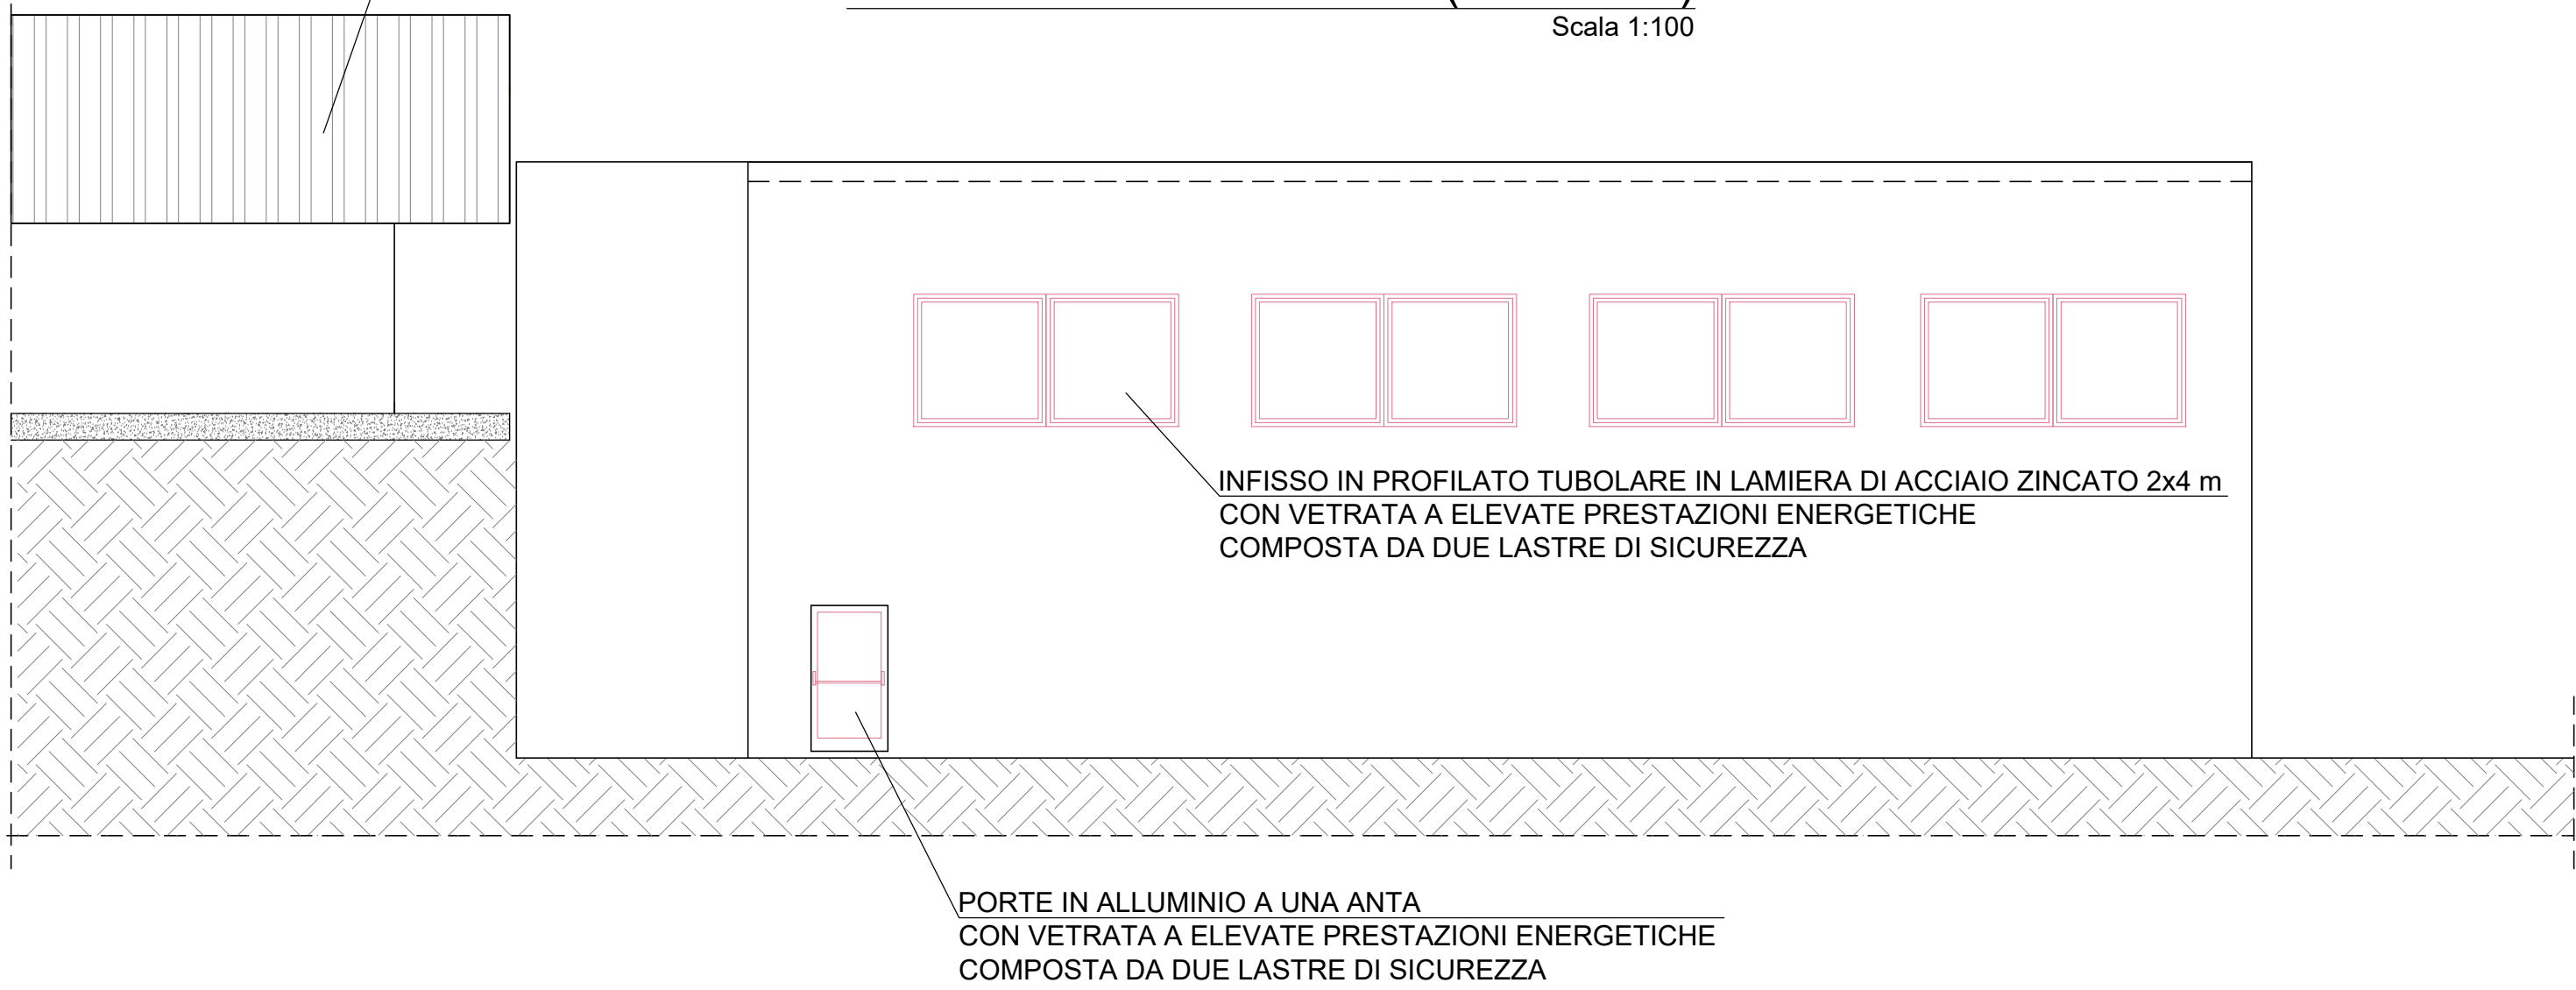 Scala 1:100
INFISSO IN PROFILATO TUBOLARE IN LAMIERA DI ACCIAIO ZINCATO 2x4 m
CON VETRATA A ELEVATE PRESTAZIONI ENERGETICHE
COMPOSTA DA DUE LASTRE DI SICUREZZA
PORTE IN ALLUMINIO A UNA ANTA
CON VETRATA A ELEVATE PRESTAZIONI ENERGETICHE
COMPOSTA DA DUE LASTRE DI SICUREZZA